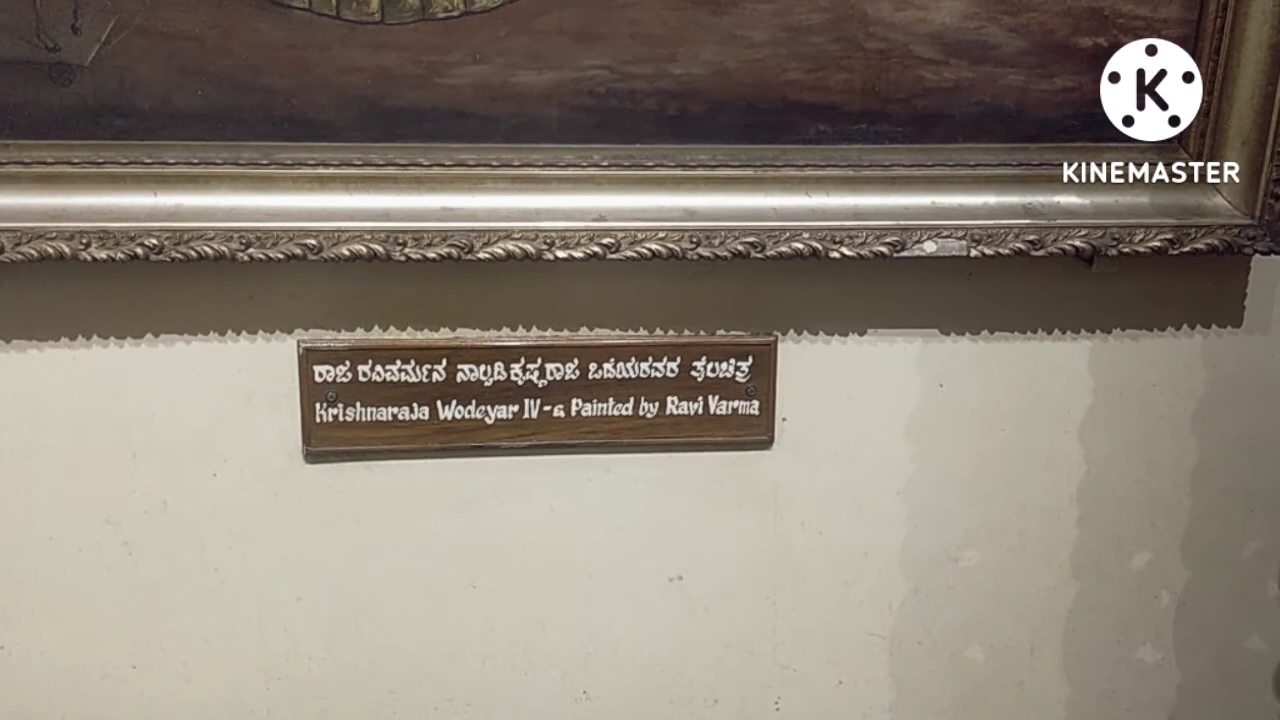 K
KINEMASTER
ರಾಜ ರವಿವರ್ಮನ ನಾಲ್ವಡಿ ಕೃಷ್ಣರಾಜ ಒಡೆಯರವರ ತೈಲಚಿತ್ರ
Krishnaraja Wodeyar IV - Painted by Ravi Varma